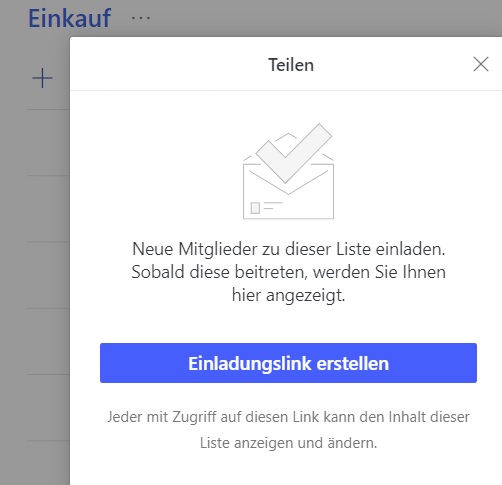 Einkauf ...
Teilen
Neue Mitglieder zu dieser Liste einladen.
Sobald diese beitreten, werden Sie Ihnen
hier angezeigt.
Einladungslink erstellen
Jeder mit Zugriff auf diesen Link kann den Inhalt dieser
Liste anzeigen und ändern.